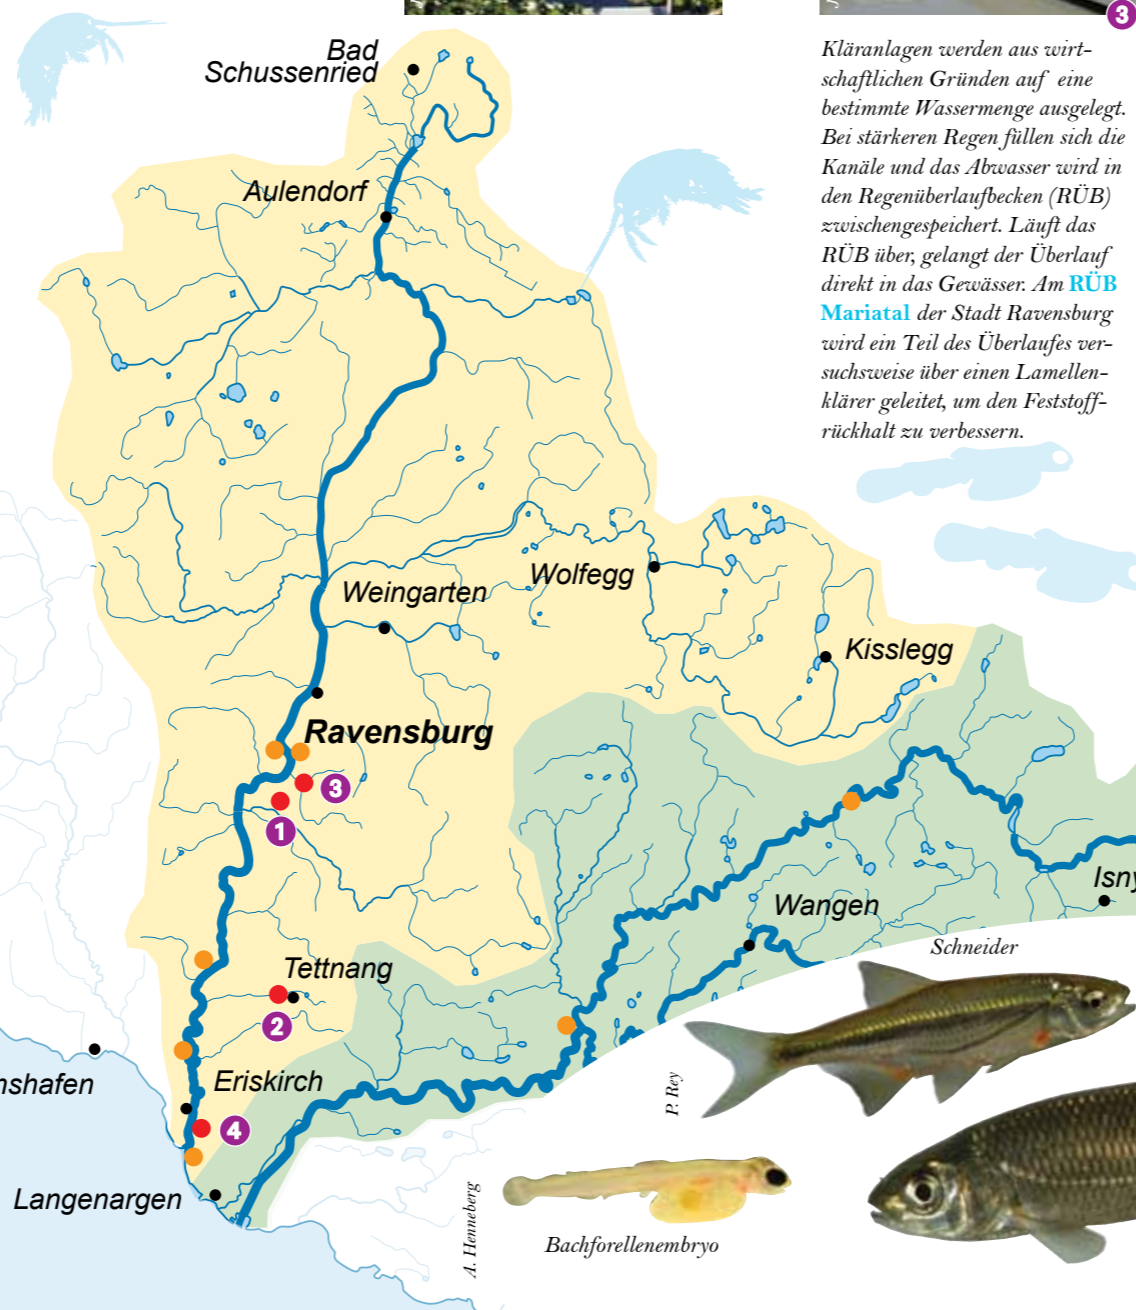 3
Kläranlagen werden aus wirt-
schaftlichen Gründen auf eine
bestimmte Wassermenge ausgelegt.
Bei stärkeren Regen füllen sich die
Kanäle und das Abwasser wird in
den Regenüberlaufbecken (RÜB)
zwischengespeichert. Läuft das
RÜB über, gelangt der Überlauf
direkt in das Gewässer. Am RÜB
Mariatal der Stadt Ravensburg
wird ein Teil des Überlaufes ver-
suchsweise über einen Lamellen-
klärer geleitet, um den Feststoff-
rückhalt zu verbessern.
Bad
Schussenried
Aulendorf
Weingarten
Wolfegg
Kisslegg
Ravensburg
3
1
Wangen
Isny
Schneider
Tettnang
2
nshafen
Eriskirch
4
Langenargen
P. Rey
A. Henneberg
Bachforellenembryo